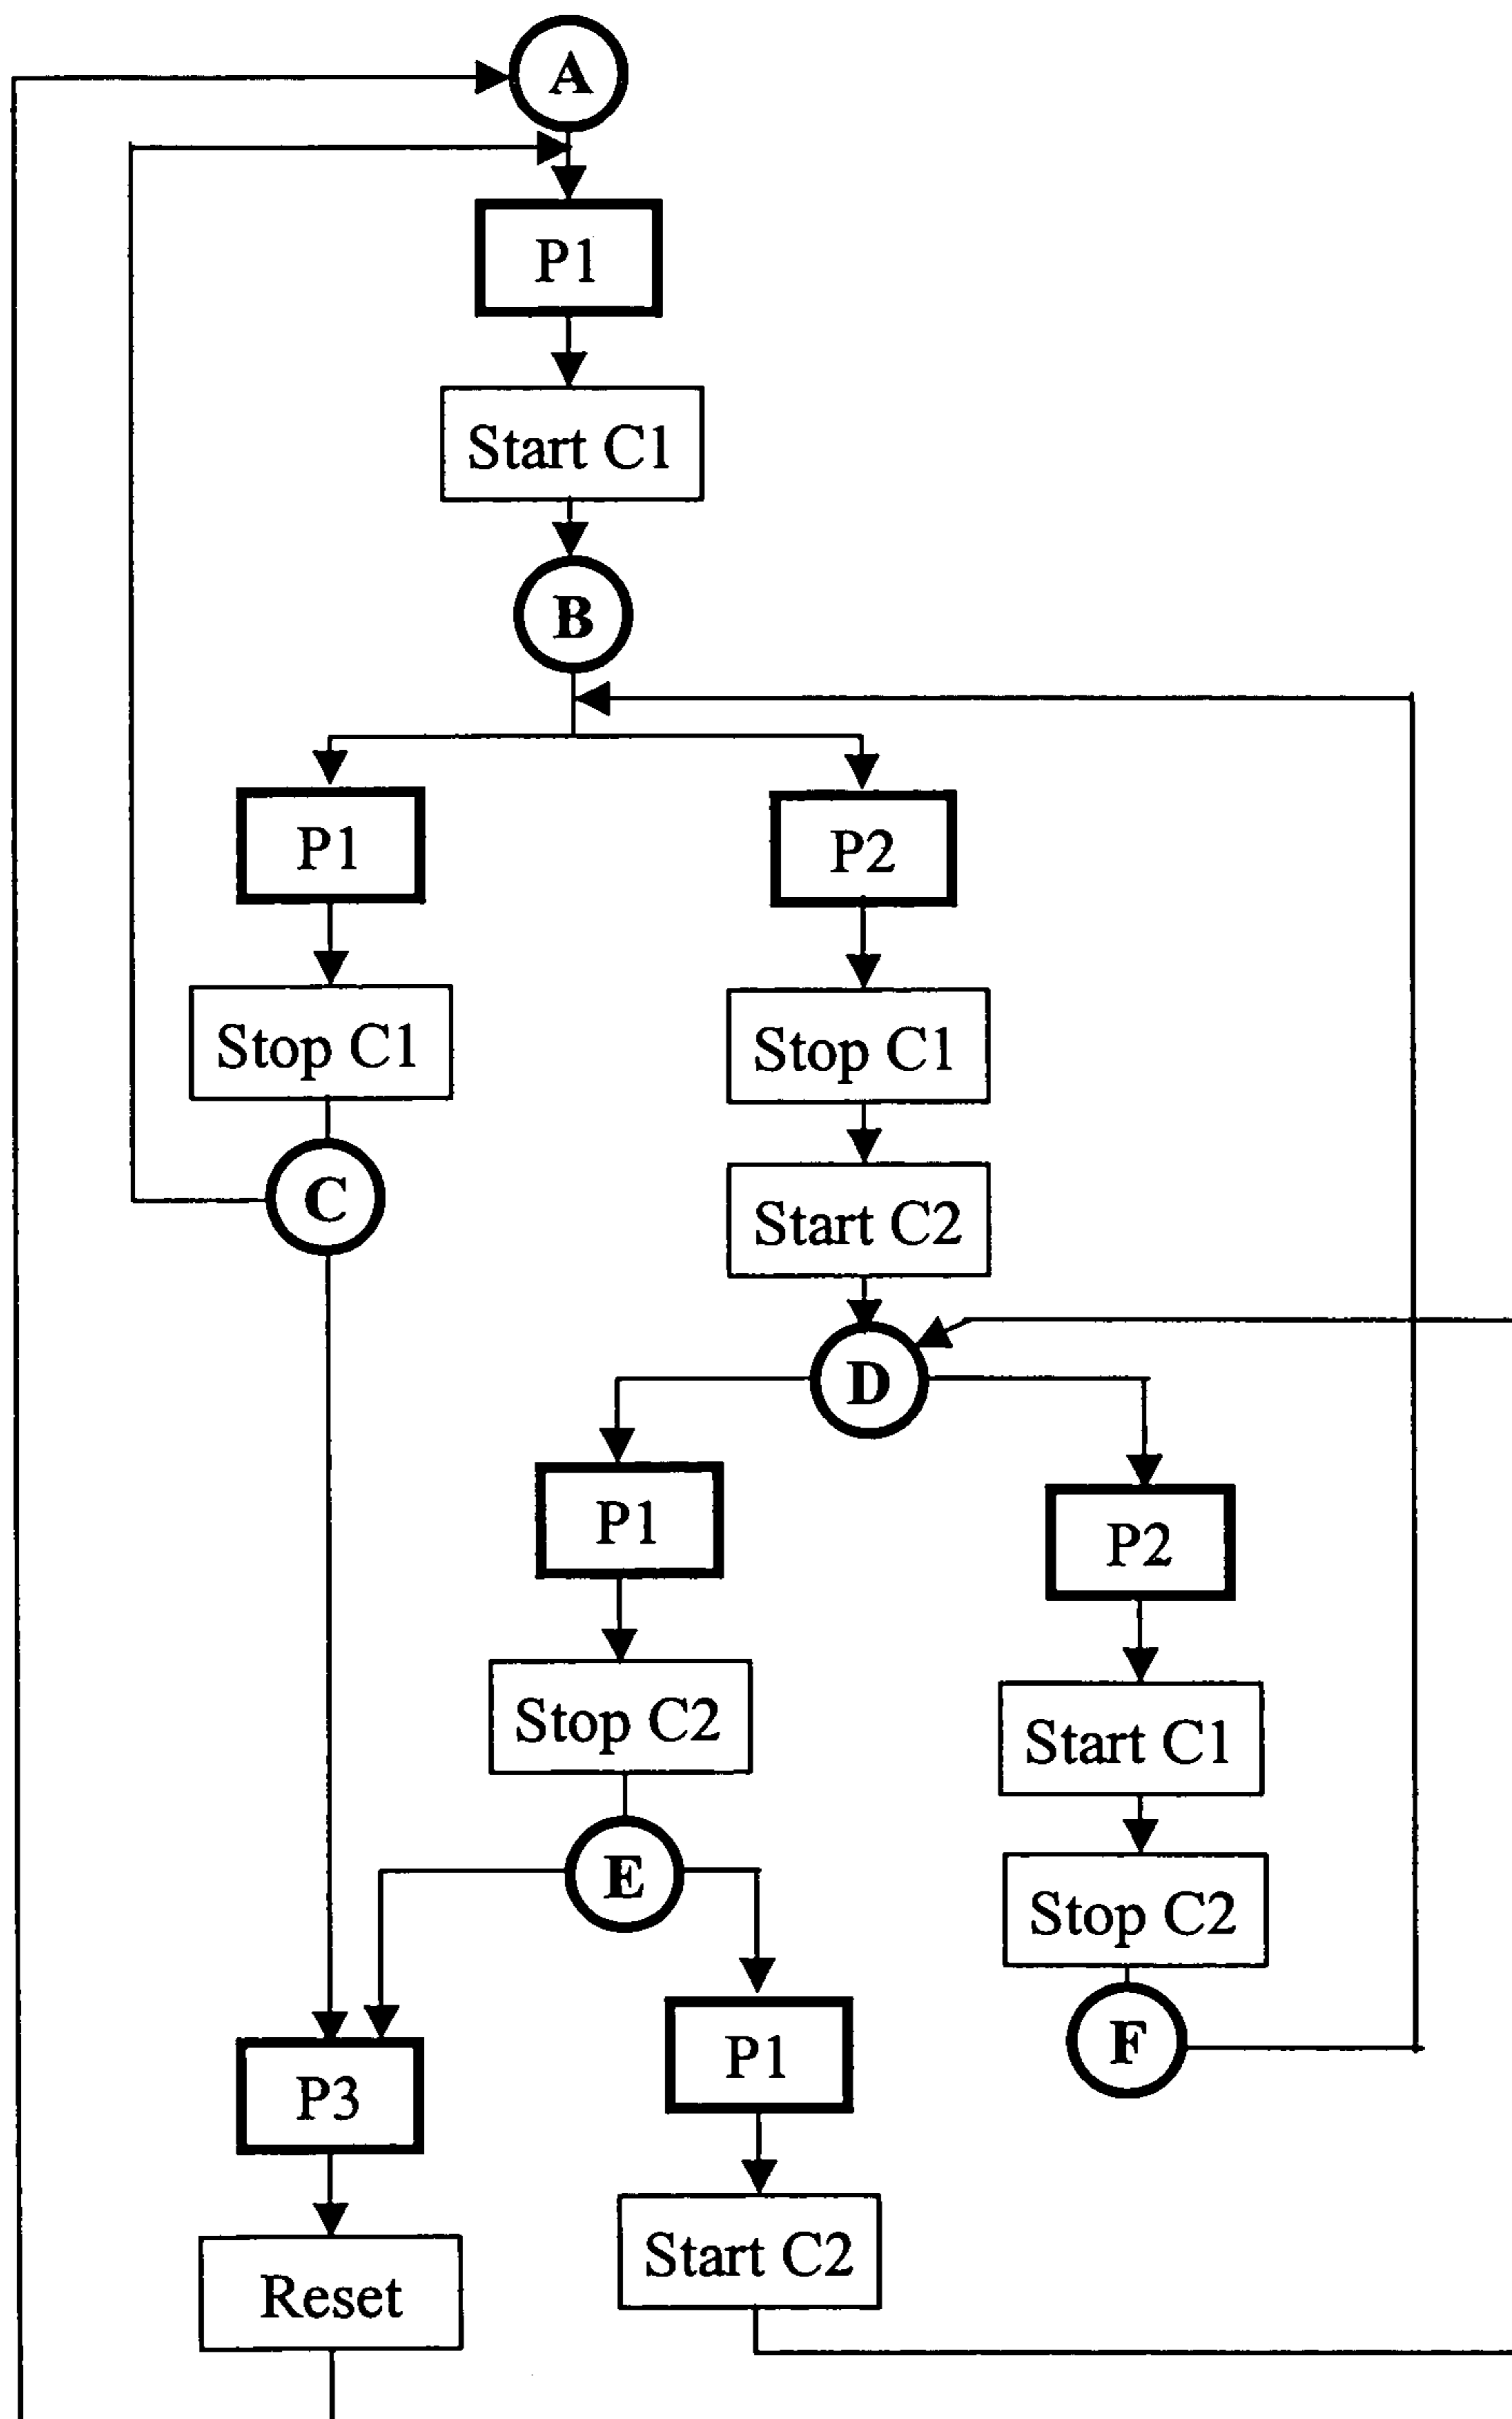 A
P1
Start C1
B
P1
P2
Stop C1
Stop C1
C
Start C2
D
P1
P2
Stop C2
Start C1
E
Stop C2
P1
F
P3
Start C2
Reset